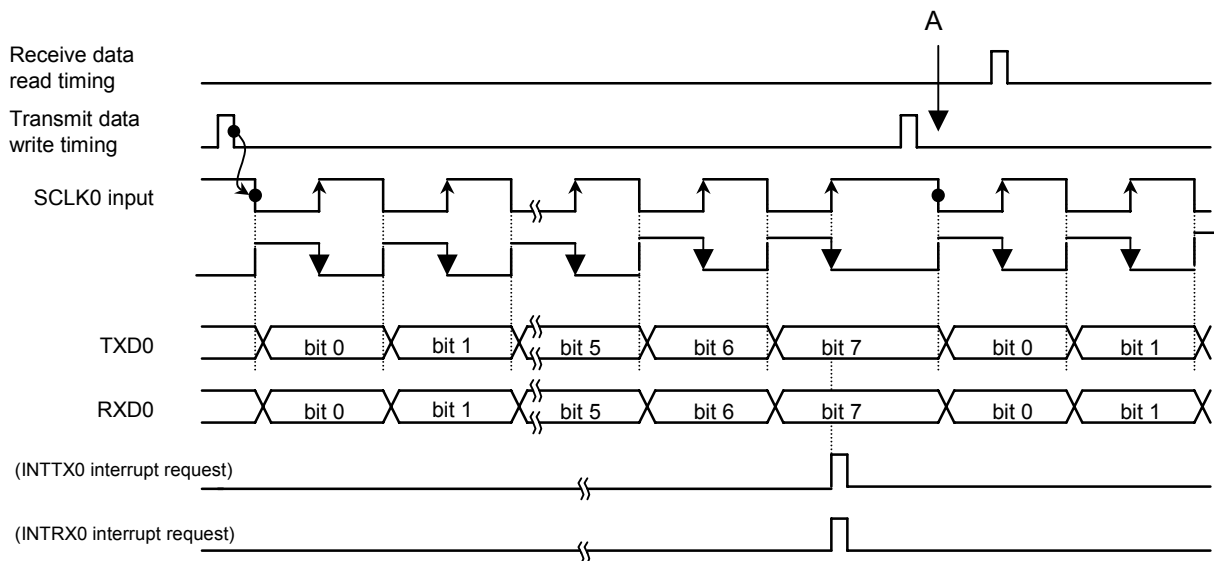 A
Receive data
read timing
Transmit data
write timing
SCLK0 input
TXD0 bit 0 bit 1 bit 5 bit 6 bit 7 bit 0 bit 1
RXD0 bit 0 bit 1 bit 5 bit 6 bit 7 bit 0 bit 1
(INTTX0 interrupt request)
(INTRX0 interrupt request)